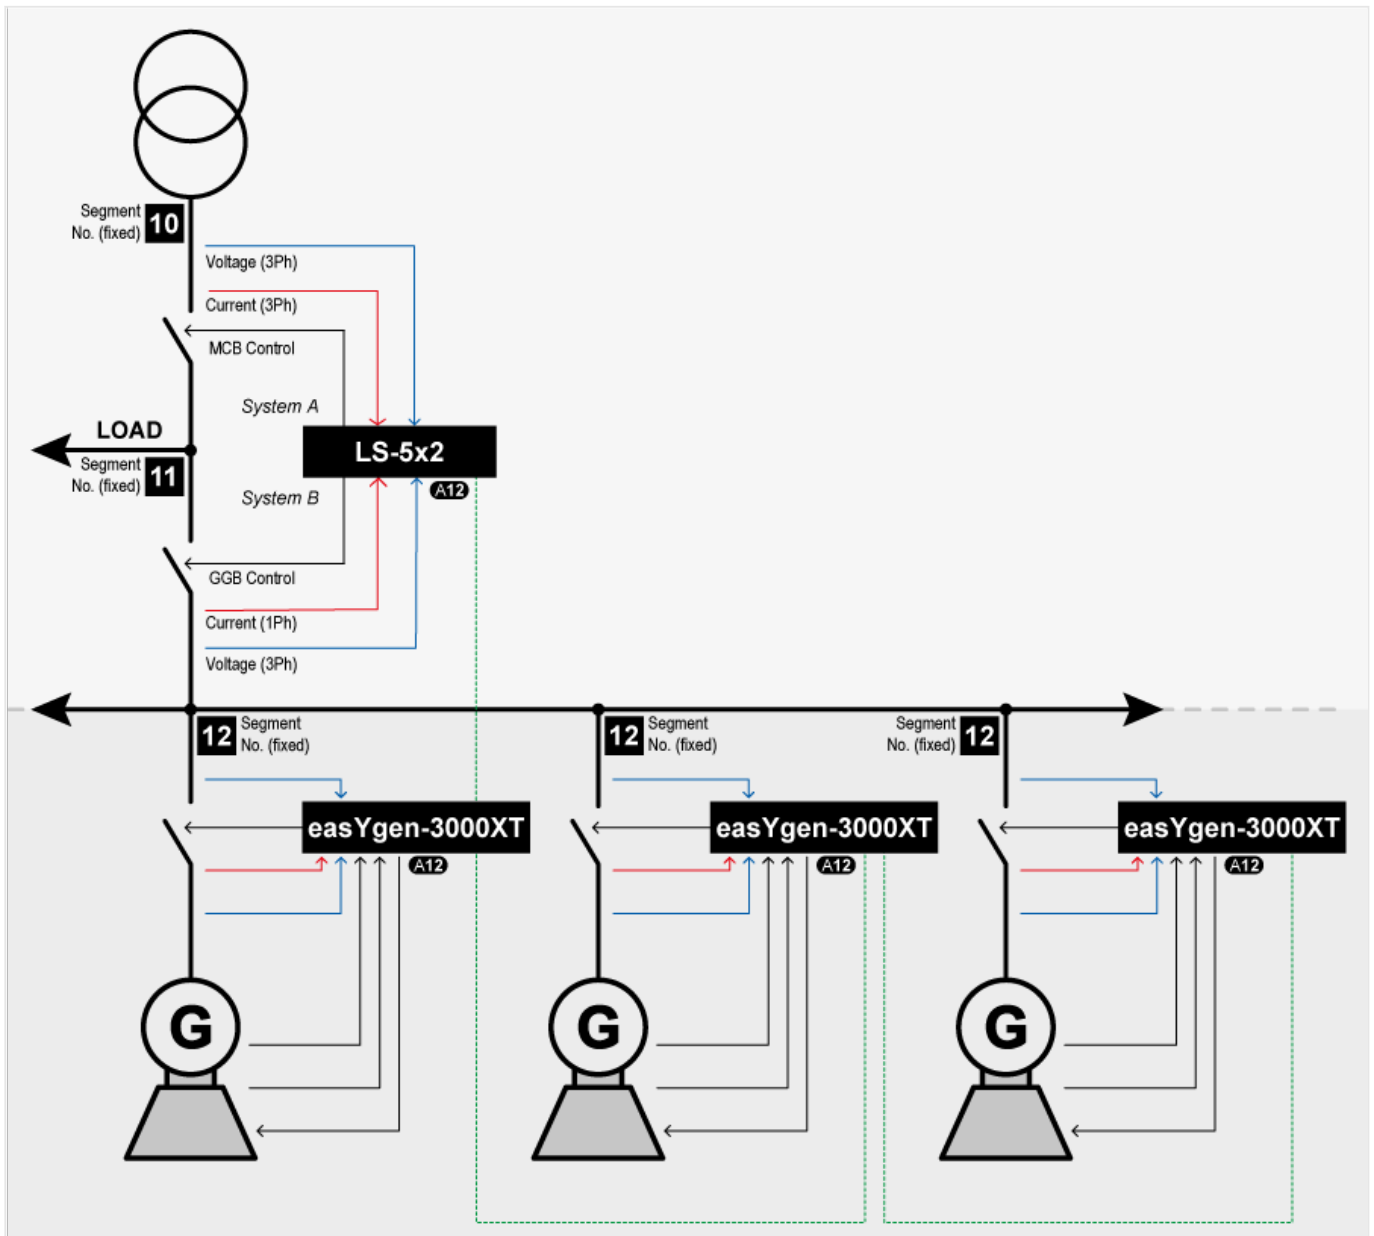 Segment
No. (fixed)
10
Voltage (3Ph)
Current (3Ph)
MCB Control
System A
LOAD
LS-5x2
Segment
No. (fixed)
11
System B
A12
GGB Control
Current (1Ph)
Voltage (3Ph)
12
Segment
No. (fixed)
12
Segment
No. (fixed)
Segment
No. (fixed)
12
easYgen-3000XT
easYgen-3000XT
easYgen-3000XT
A12
A12
A12
G
G
G